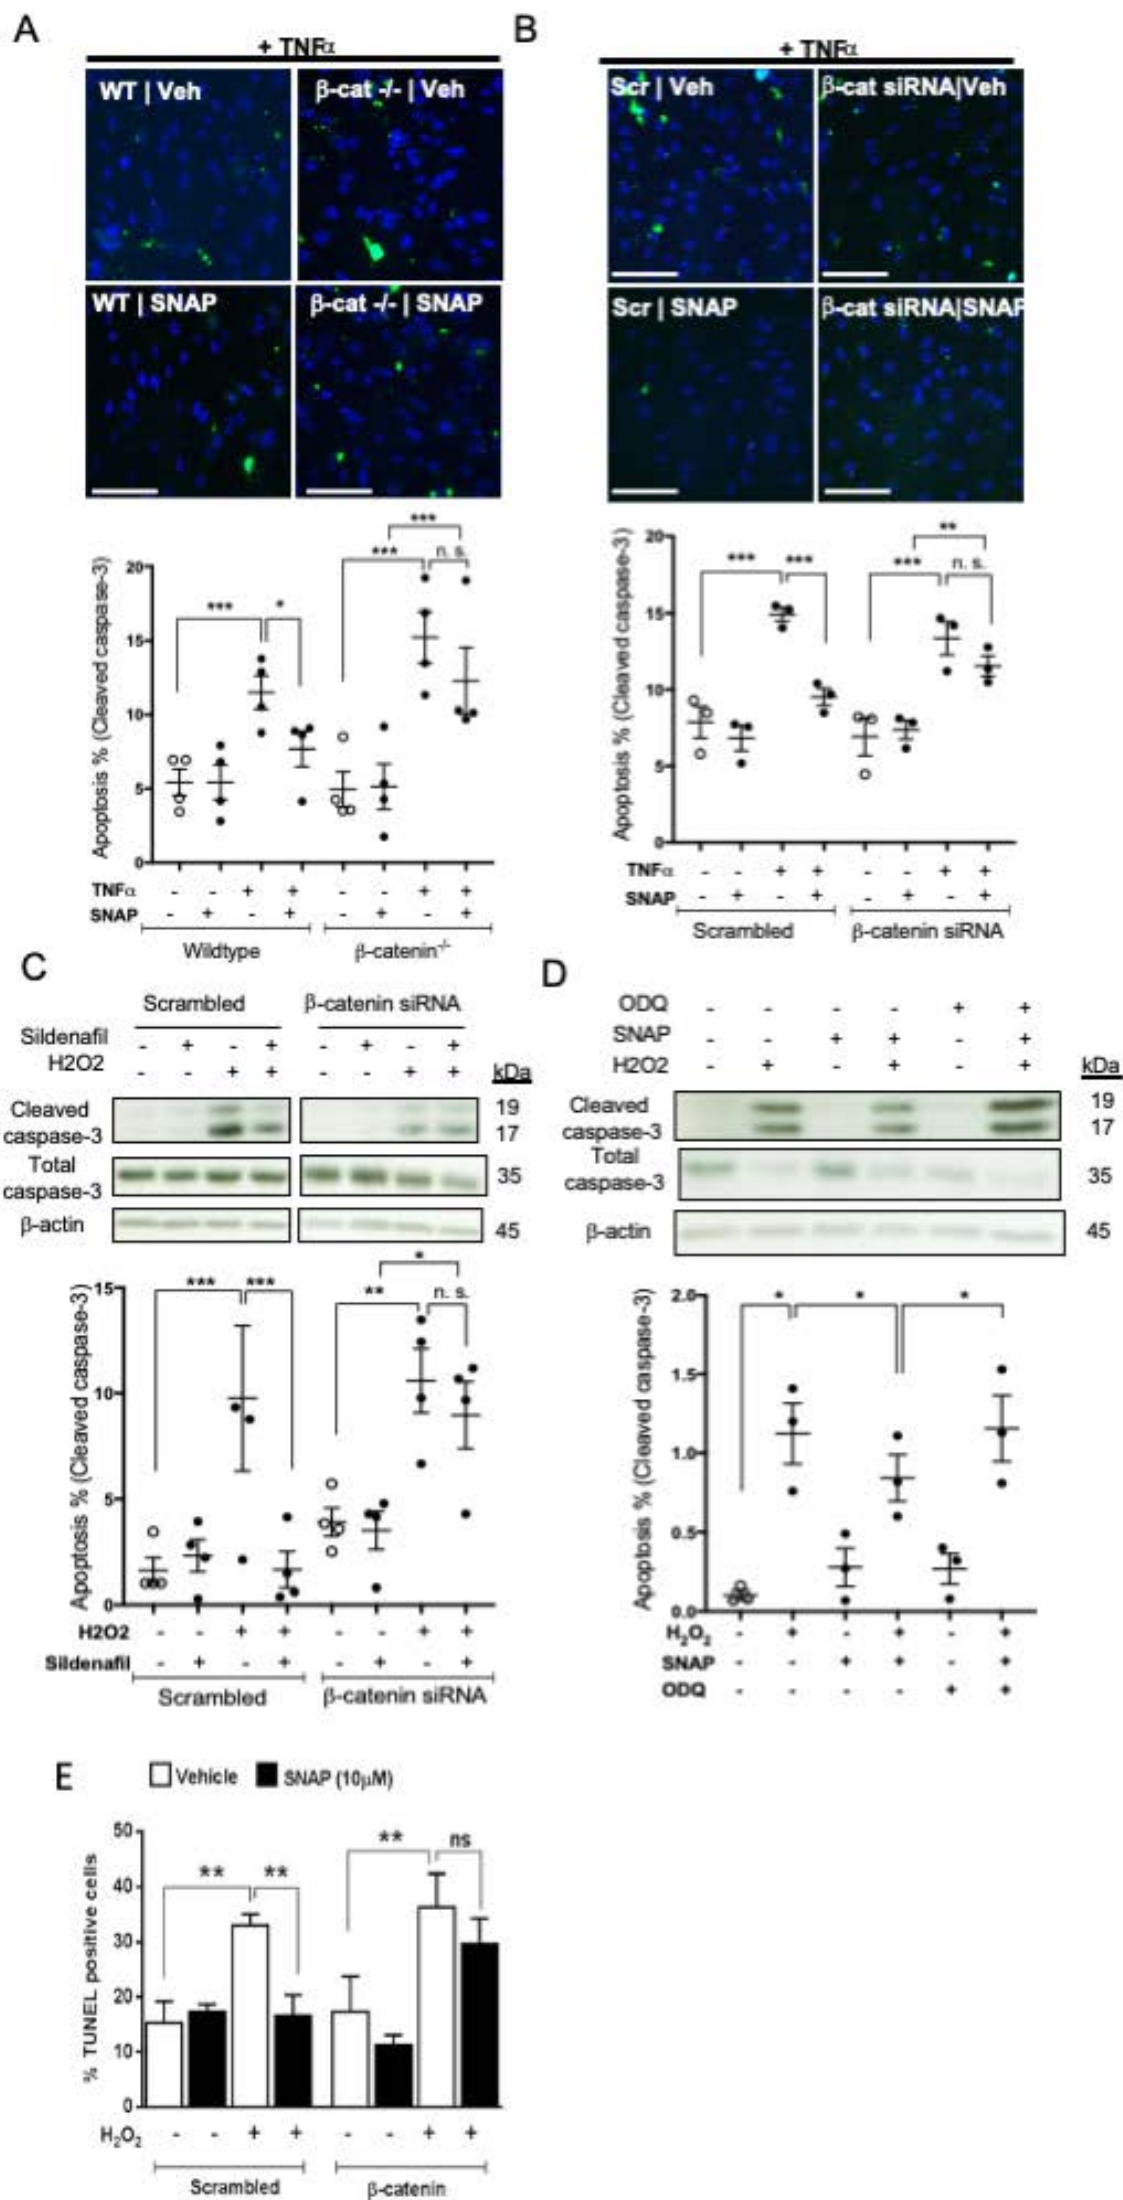 A
+ TNFα
WT | Veh
β-cat -/- | Veh
WT | SNAP
β-cat -/- | SNAP
***
*** n. s.
*** *
Apoptosis % (Cleaved caspase-3)
20
15
10
5
0
TNFα - - + + - - + +
SNAP - + - + - + - +
Wildtype β-catenin-/-
B
+ TNFα
Scr | Veh
β-cat siRNA|Veh
Scr | SNAP
β-cat siRNA|SNAP
**
*** *** *** n. s.
Apoptosis % (Cleaved caspase-3)
20
15
10
5
0
TNFα - - + + - - + +
SNAP - + - + - + - +
Scrambled β-catenin siRNA
C
Scrambled β-catenin siRNA
Sildenafil - + - + - + - +
H2O2 - - + + - - + +
kDa
Cleaved caspase-3
19
17
Total caspase-3
35
β-actin
45
*
*** *** ** n. s.
Apoptosis % (Cleaved caspase-3)
15
10
5
0
H2O2 - - + + - - + +
Sildenafil - + - + - + - +
Scrambled β-catenin siRNA
D
ODQ - - - - + +
SNAP - - + + - +
H2O2 - + - + - +
kDa
Cleaved caspase-3
19
17
Total caspase-3
35
β-actin
45
* * *
Apoptosis % (Cleaved caspase-3)
2.0
1.5
1.0
0.5
0.0
H₂O₂ - + - + - +
SNAP - - + + - +
ODQ - - - - + +
E
Vehicle SNAP (10μM)
** ** ** ns
% TUNEL positive cells
50
40
30
20
10
0
H₂O₂ - - + + - - + +
Scrambled β-catenin